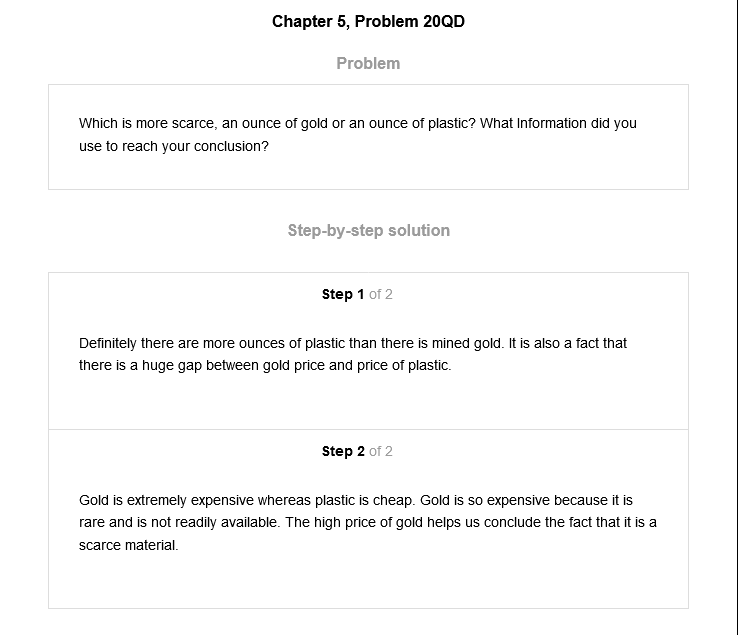 Chapter 5, Problem 20QD
Problem
Which is more scarce, an ounce of gold or an ounce of plastic? What Information did you
use to reach your conclusion?
Step-by-step solution
Step 1 of 2
Definitely there are more ounces of plastic than there is mined gold. It is also a fact that
there is a huge gap between gold price and price of plastic.
Step 2 of 2
Gold is extremely expensive whereas plastic is cheap. Gold is so expensive because it is
rare and is not readily available. The high price of gold helps us conclude the fact that it is a
scarce material.